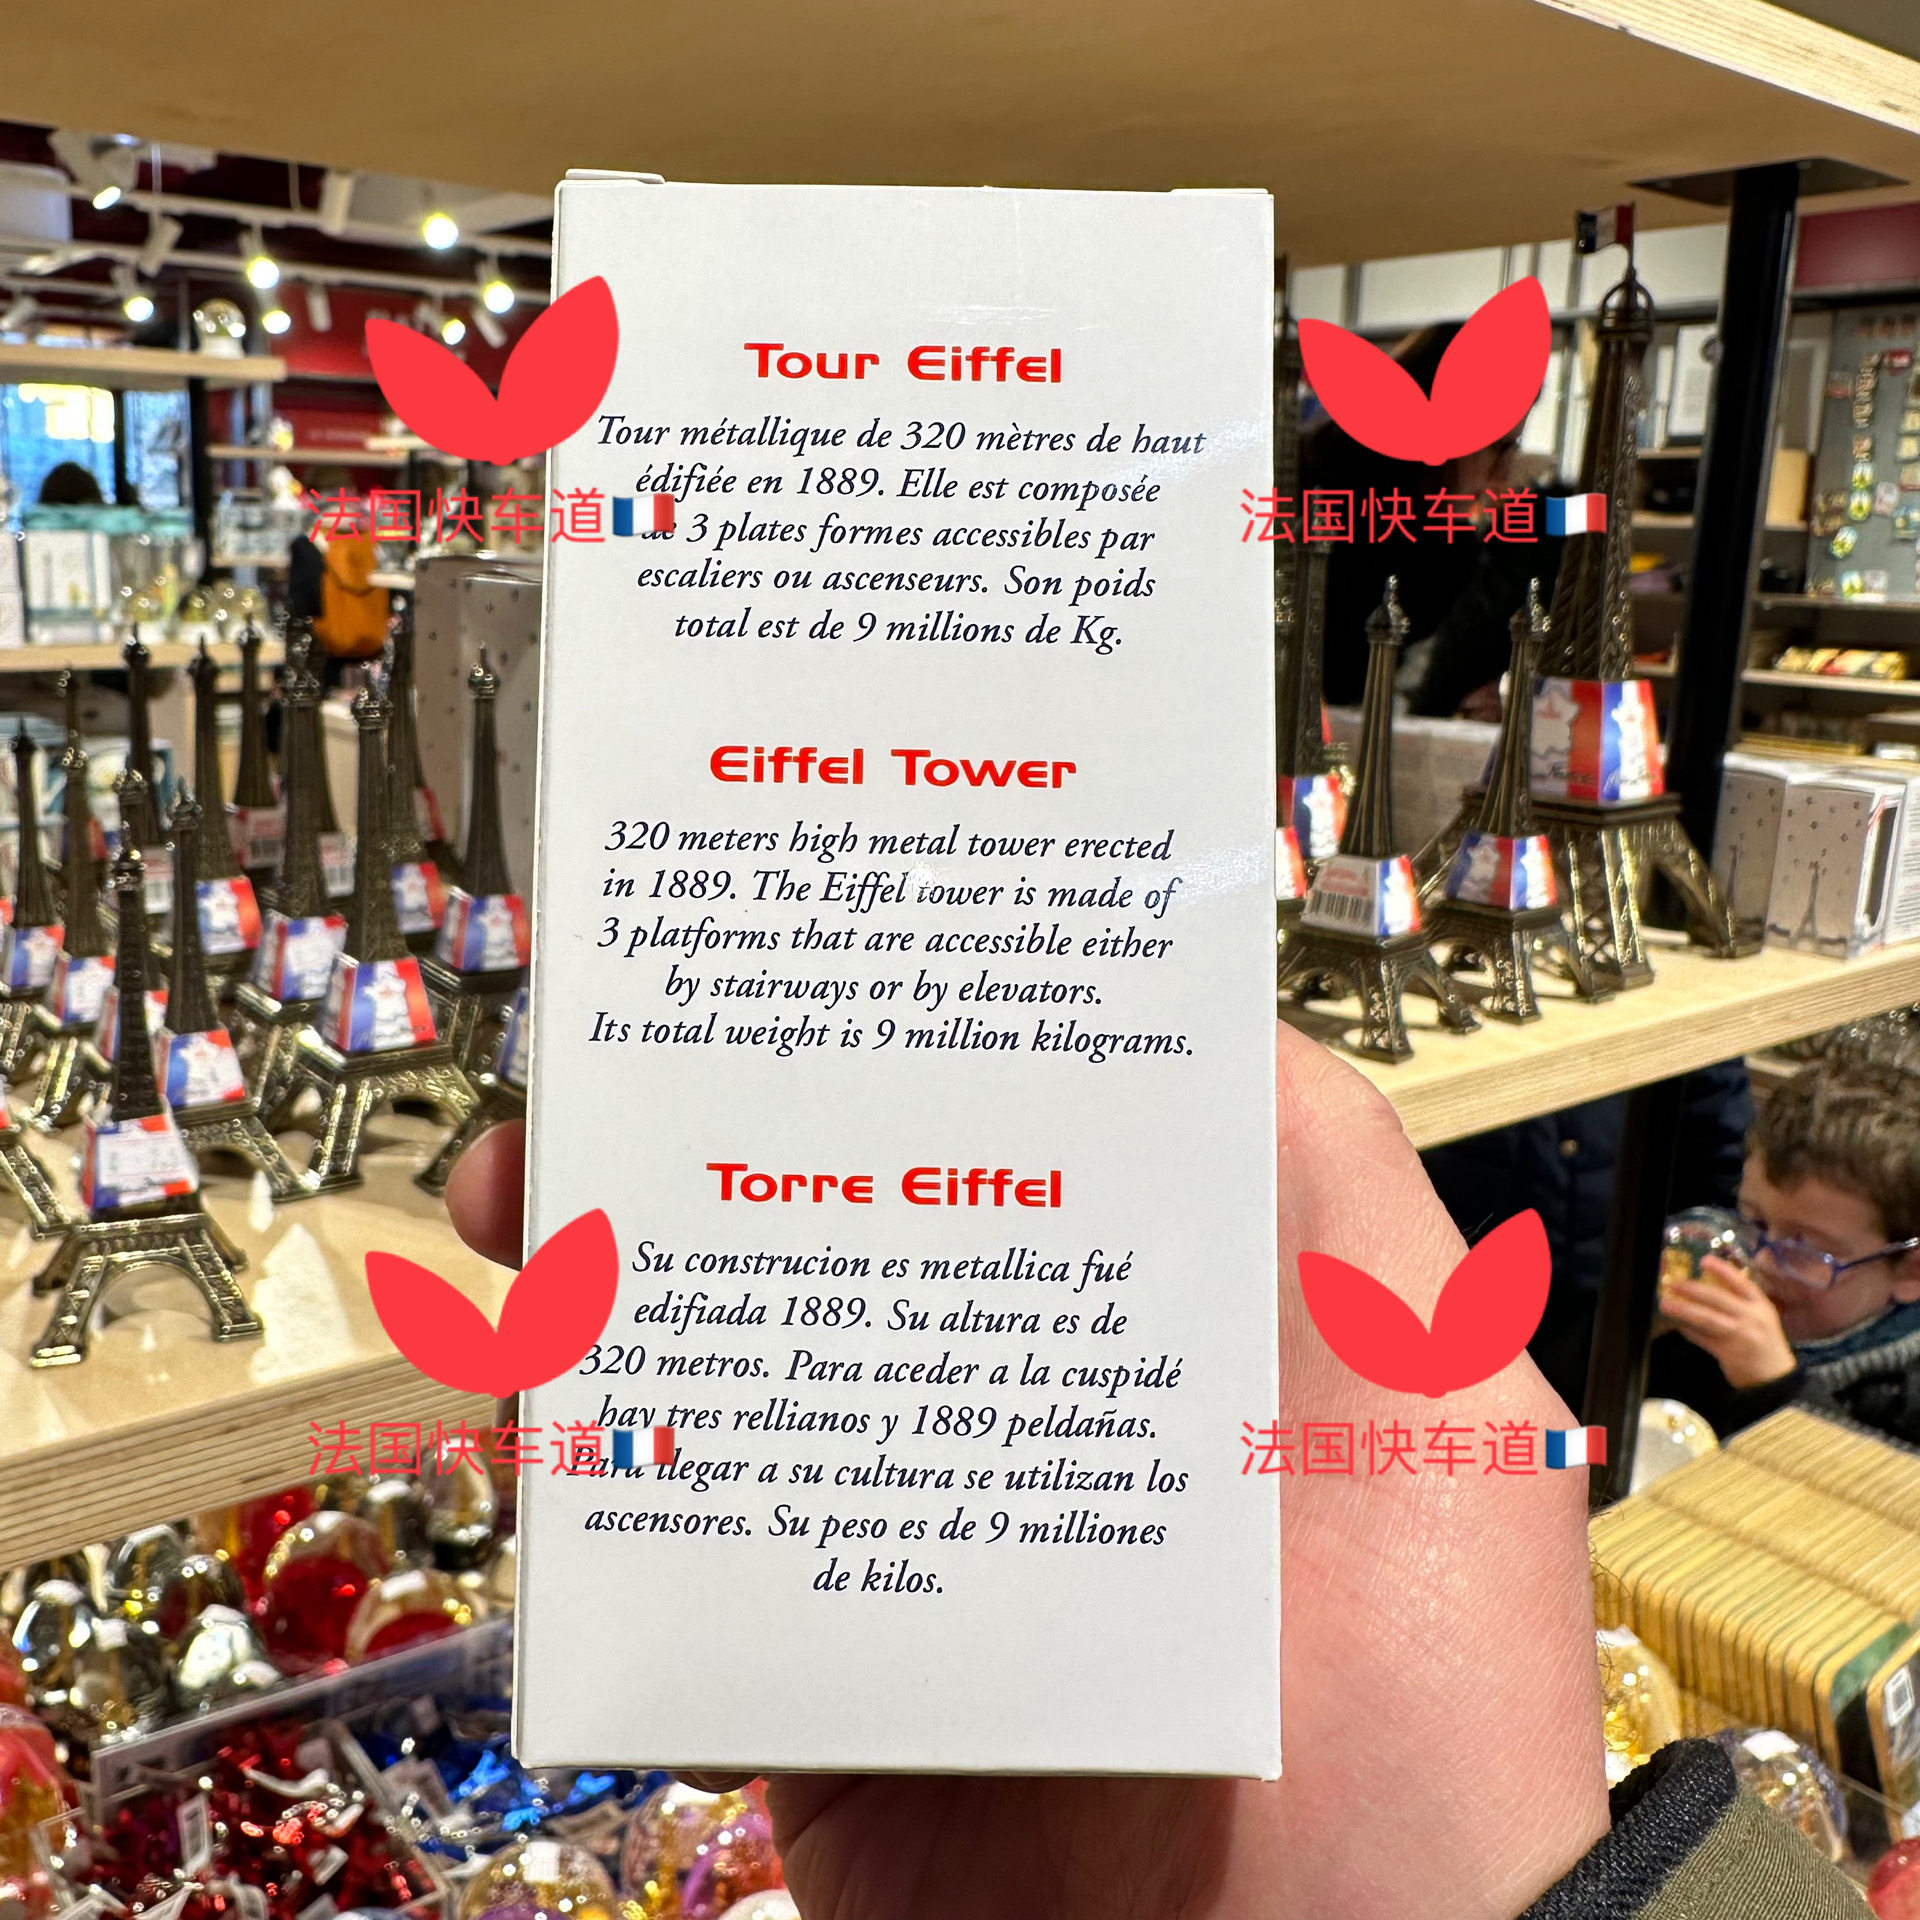 Tour Eiffel
Tour métallique de 320 mètres de haut
édifiée en 1889. Elle est composée
de 3 plates formes accessibles par
escaliers ou ascenseurs. Son poids
total est de 9 millions de Kg.
Eiffel Tower
320 meters high metal tower erected
in 1889. The Eiffel tower is made of
3 platforms that are accessible either
by stairways or by elevators.
Its total weight is 9 million kilograms.
Torre Eiffel
Su construcion es metallica fué
edifiada 1889. Su altura es de
320 metros. Para aceder a la cuspidé
hay tres rellianos y 1889 peldañas.
Para llegar a su cultura se utilizan los
ascensores. Su peso es de 9 milliones
de kilos.
法国快车道🇫🇷
法国快车道🇫🇷
法国快车道🇫🇷
法国快车道🇫🇷